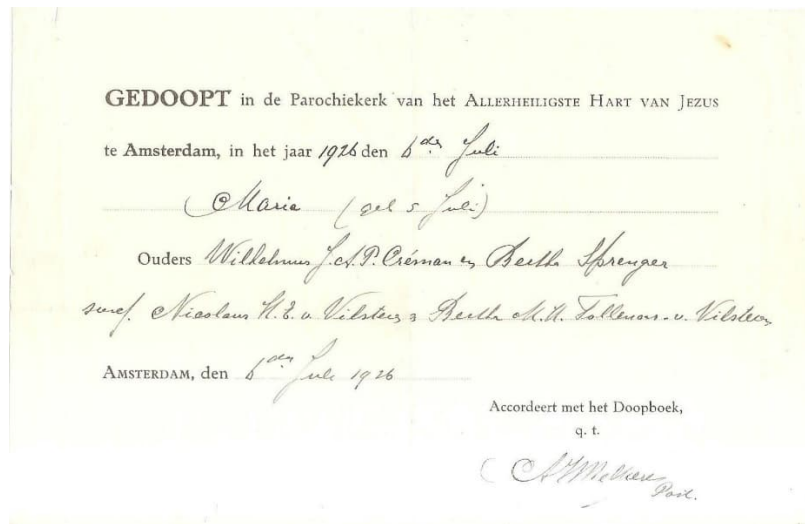 GEDOOPT in de Parochiekerk van het ALLERHEILIGSTE HART VAN JEZUS
te Amsterdam, in het jaar 1926 den 6de Juli
Maria (geb 5 Juli)
Ouders Wilhelmus J.A.P. Créman en Bertha Sprenger
susc. Nicolaus H. E. v. Vilsteren & Bertha M. H. v. Vilsteren
AMSTERDAM, den 6den Juli 1926
Accordeert met het Doopboek,
q. t.
Past.